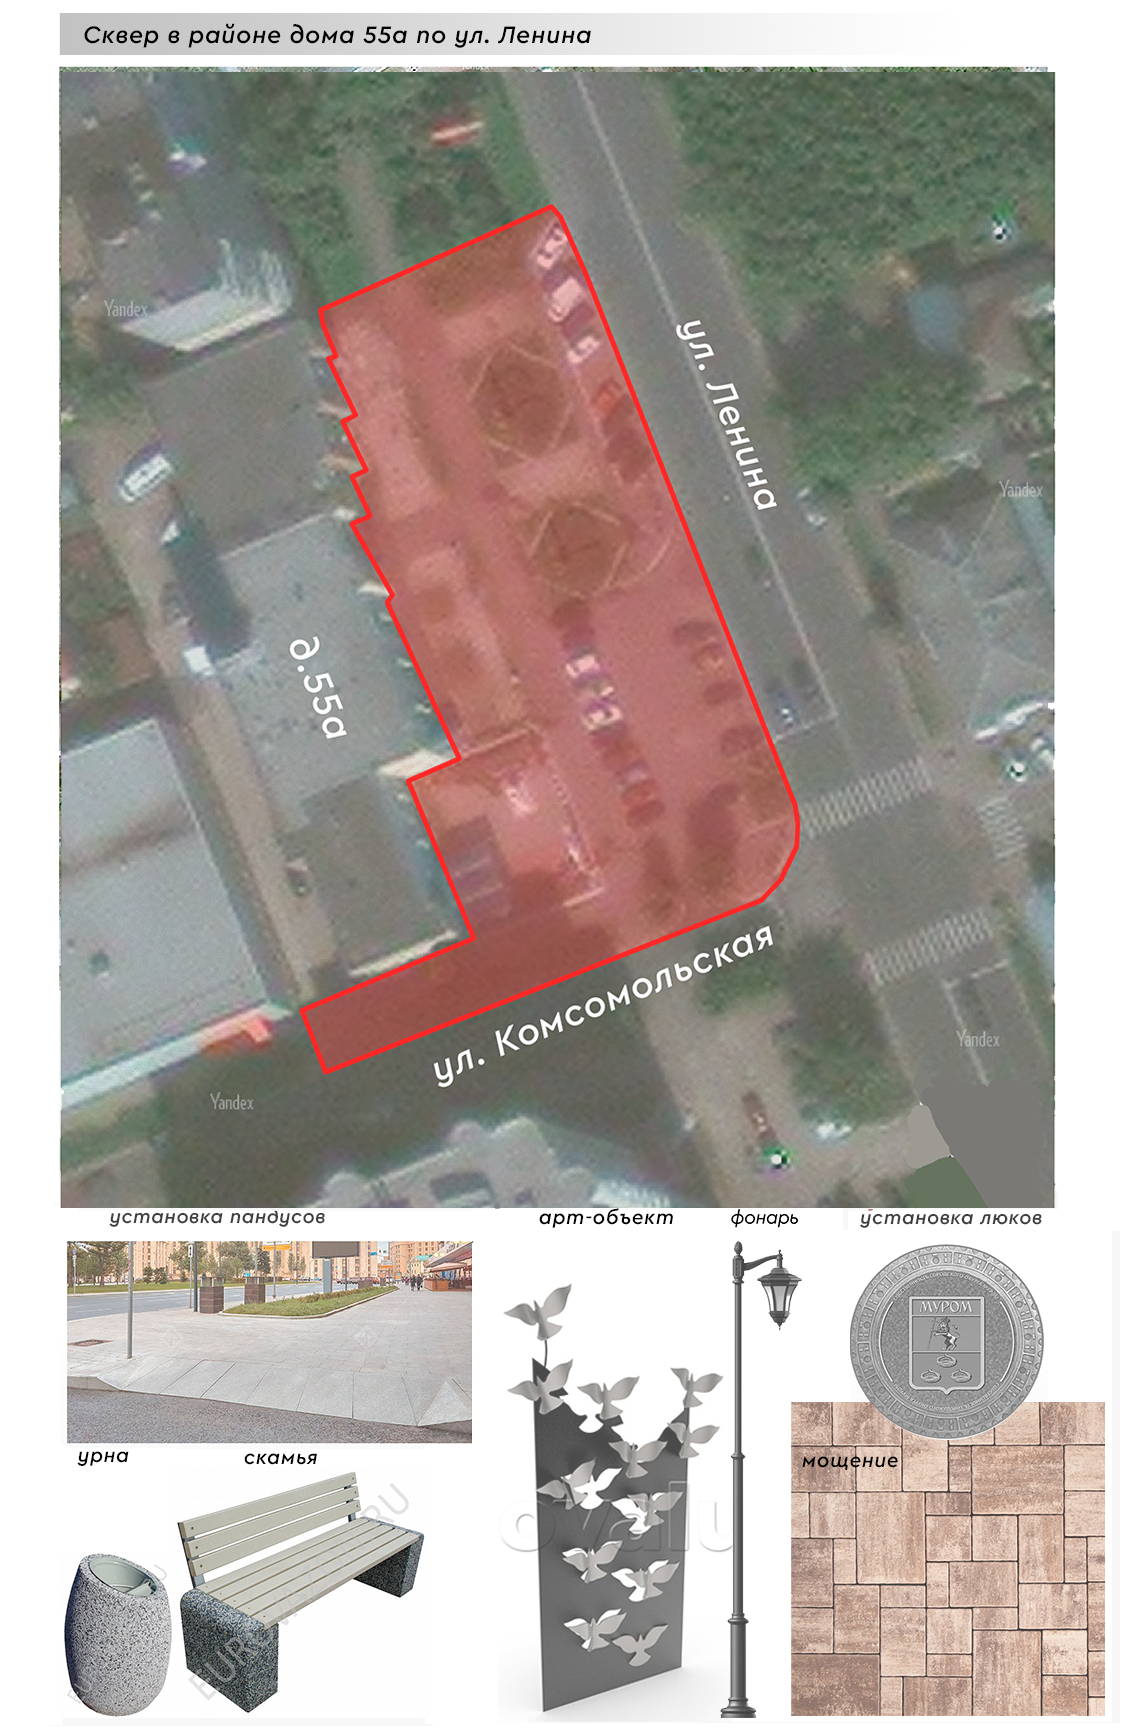 Сквер в районе дома 55а по ул. Ленина
Yandex
ул. Ленина
Yandex
д.55а
ул. Комсомольская
Yandex
Yandex
установка пандусов
арт-объект
фонарь
установка люков
МУРОМ
урна
скамья
мощение